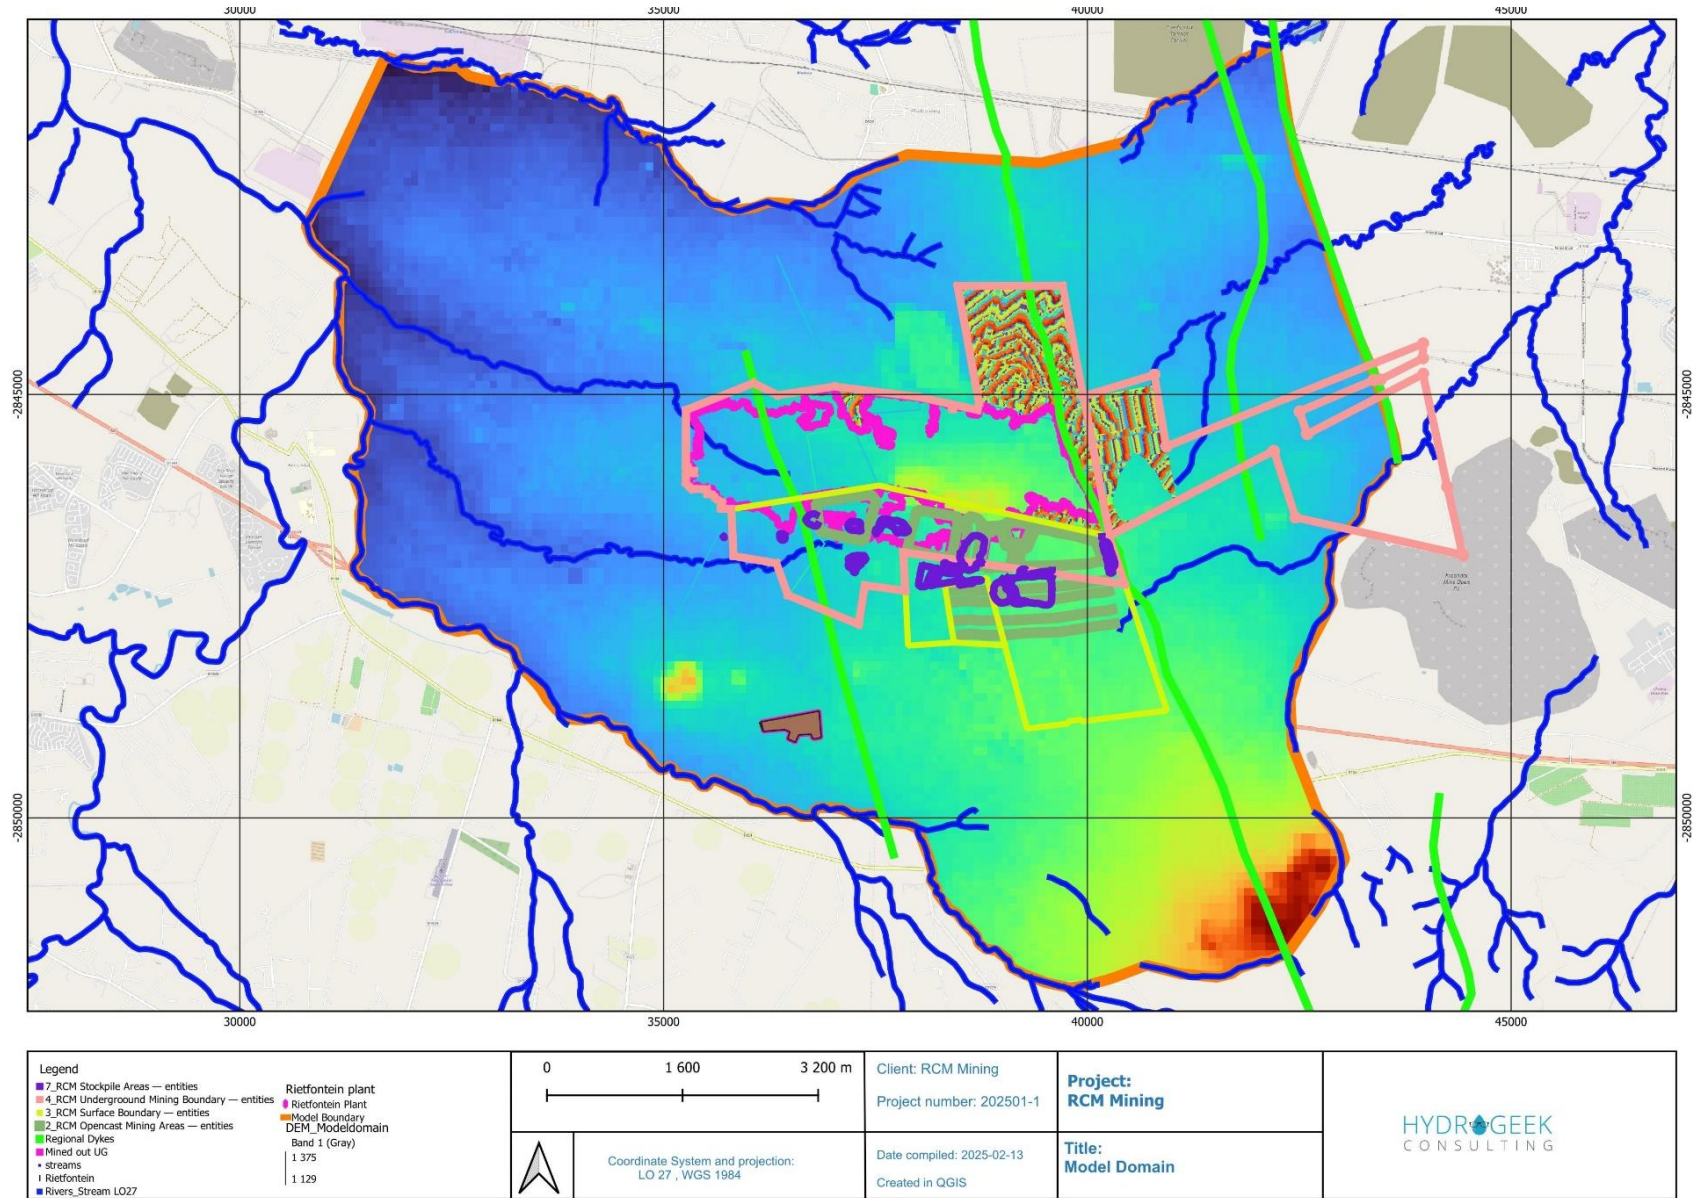 30000
35000
40000
45000
-2845000
-2845000
-2850000
-2850000
30000
35000
40000
45000
Legend
7_RCM Stockpile Areas — entities
4_RCM Underground Mining Boundary — entities
3_RCM Surface Boundary — entities
2_RCM Opencast Mining Areas — entities
Regional Dykes
Mined out UG
streams
Rietfontein
Rivers_Stream LO27
Rietfontein plant
Rietfontein Plant
Model Boundary
DEM_Modeldomain
Band 1 (Gray)
1 375
1 129
0 1 600 3 200 m
Coordinate System and projection:
LO 27 , WGS 1984
Client: RCM Mining
Project number: 202501-1
Date compiled: 2025-02-13
Created in QGIS
Project:
RCM Mining
Title:
Model Domain
HYDROGEEK
CONSULTING